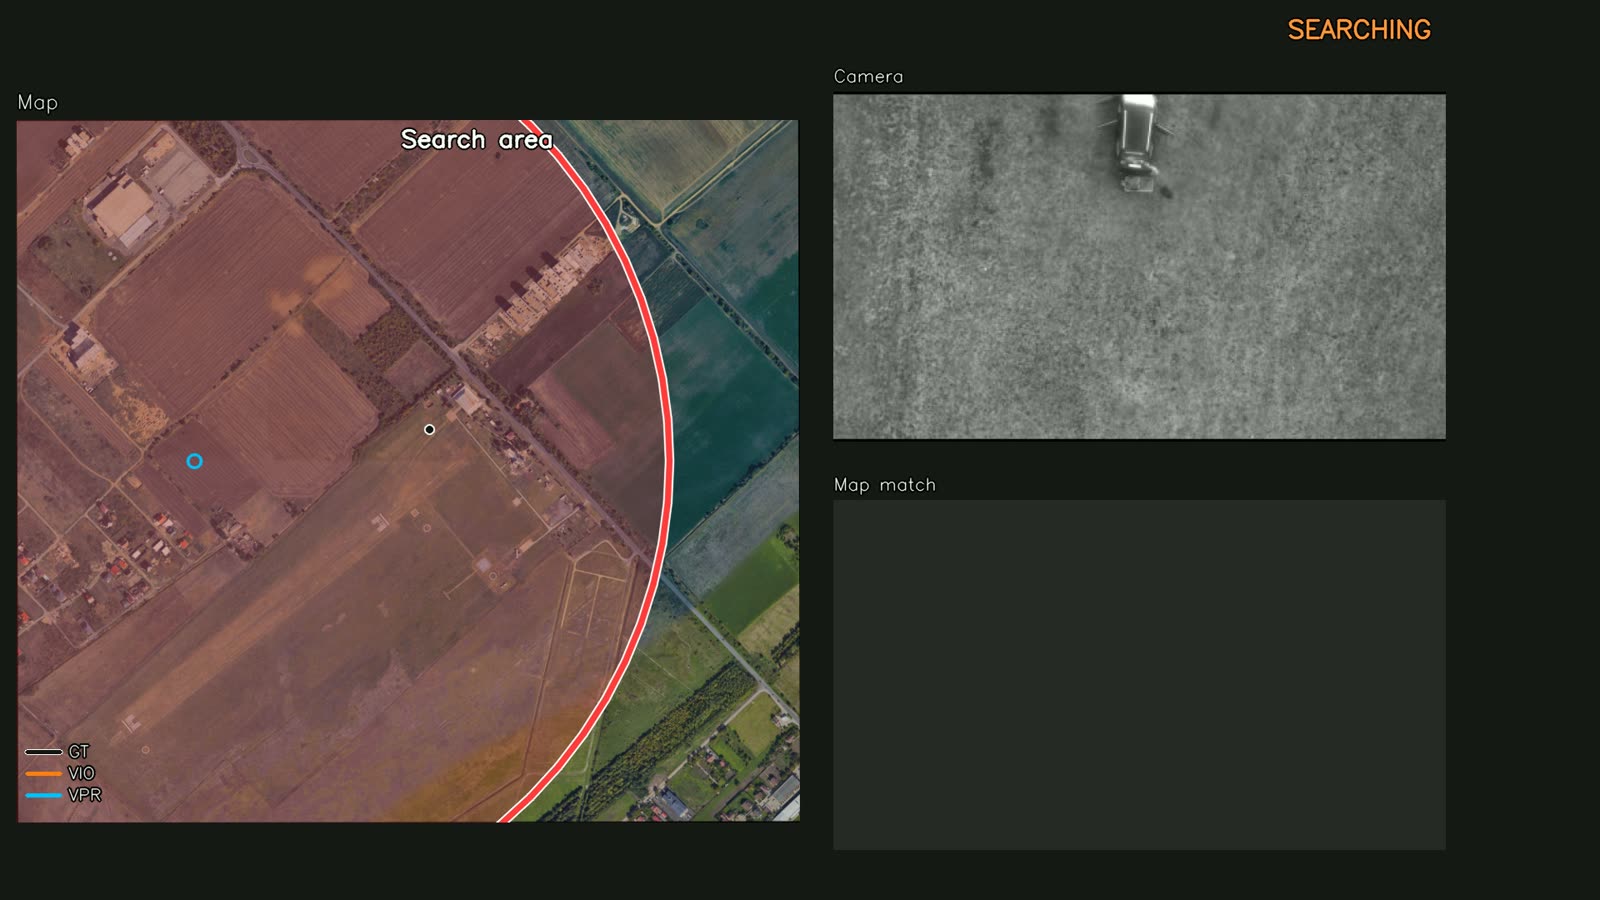 SEARCHING
Camera
Map
Search area
Map match
GT
VIO
VPR